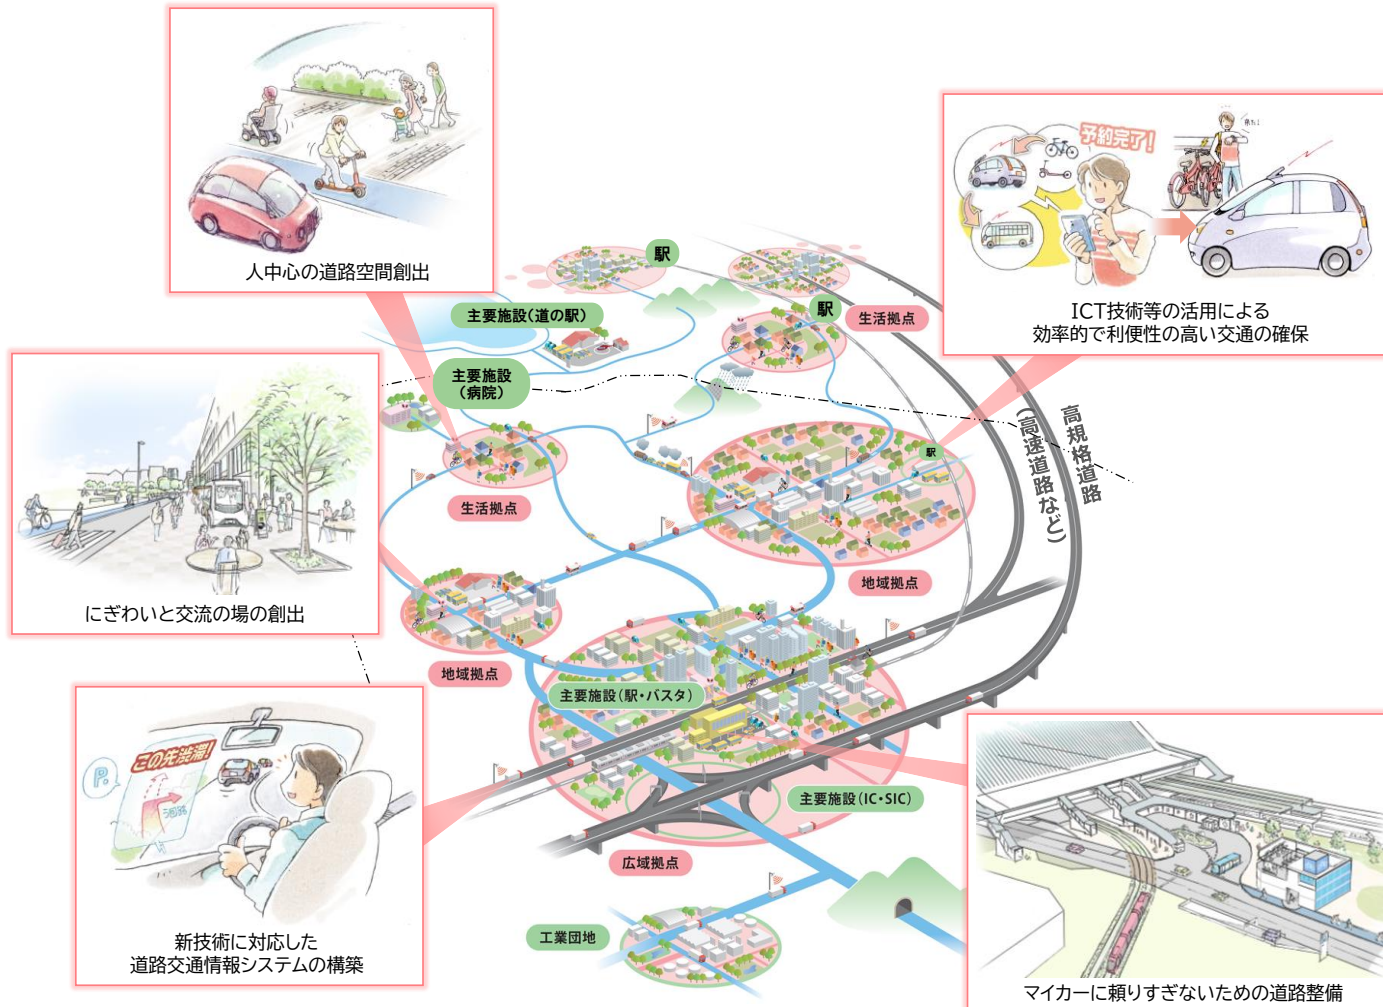 人中心の道路空間創出
予約完了!
ICT技術等の活用による
効率的で利便性の高い交通の確保
駅
主要施設(道の駅)
駅
生活拠点
主要施設
(病院)
高規格道路
(高速道路など)
駅
生活拠点
地域拠点
にぎわいと交流の場の創出
地域拠点
主要施設(駅・バスタ)
この先渋滞!
P.
主要施設(IC・SIC)
広域拠点
工業団地
新技術に対応した
道路交通情報システムの構築
マイカーに頼りすぎないための道路整備